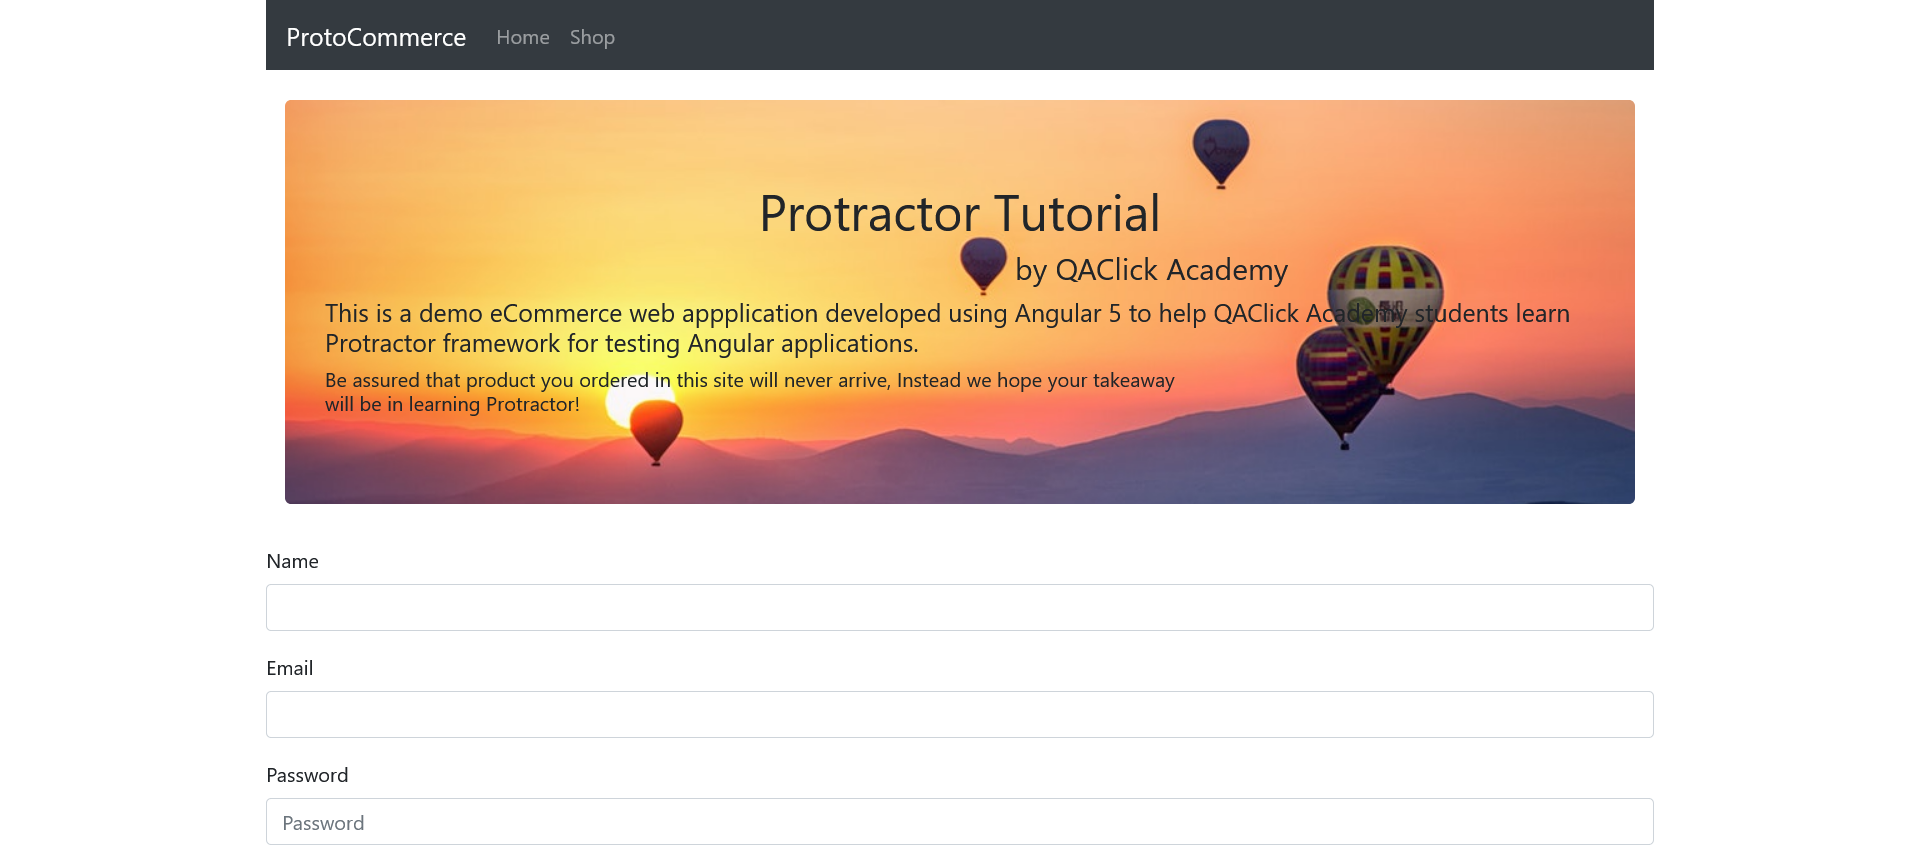 ProtoCommerce Home Shop
Protractor Tutorial
by QAClick Academy
This is a demo eCommerce web appplication developed using Angular 5 to help QAClick Academy students learn
Protractor framework for testing Angular applications.
Be assured that product you ordered in this site will never arrive, Instead we hope your takeaway
will be in learning Protractor!
Name
Email
Password
Password